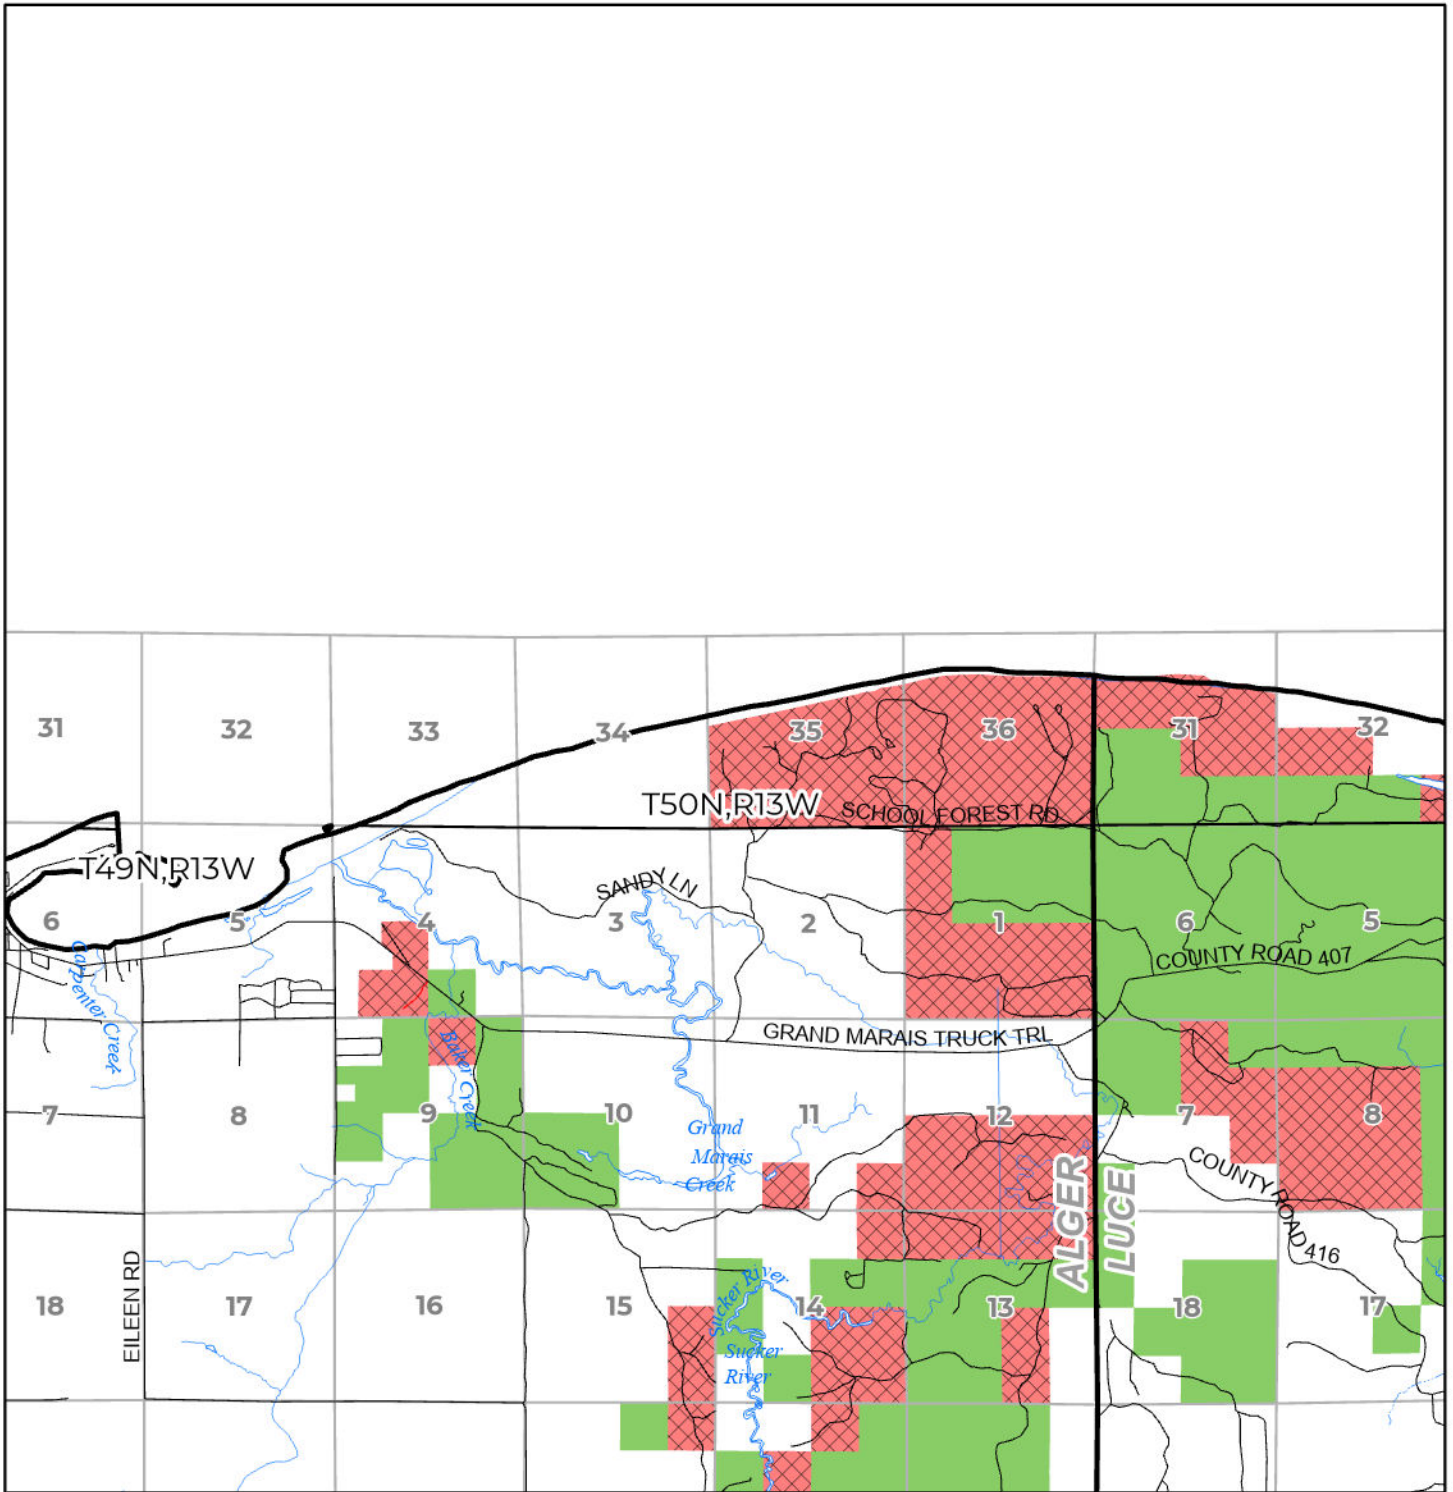 31
32
33
34
35
36
31
32
T50N,R13W
SCHOOL FOREST RD
T49N,R13W
SANDY LN
6
5
4
3
2
1
6
5
COUNTY ROAD 407
Carpenter Creek
GRAND MARAIS TRUCK TRL
Baker Creek
7
8
9
10
11
12
7
8
Grand
Marais
Creek
ALGER
LUCE
COUNTY ROAD 416
EILEEN RD
Sucker River
18
17
16
15
14
13
18
17
Sucker
River